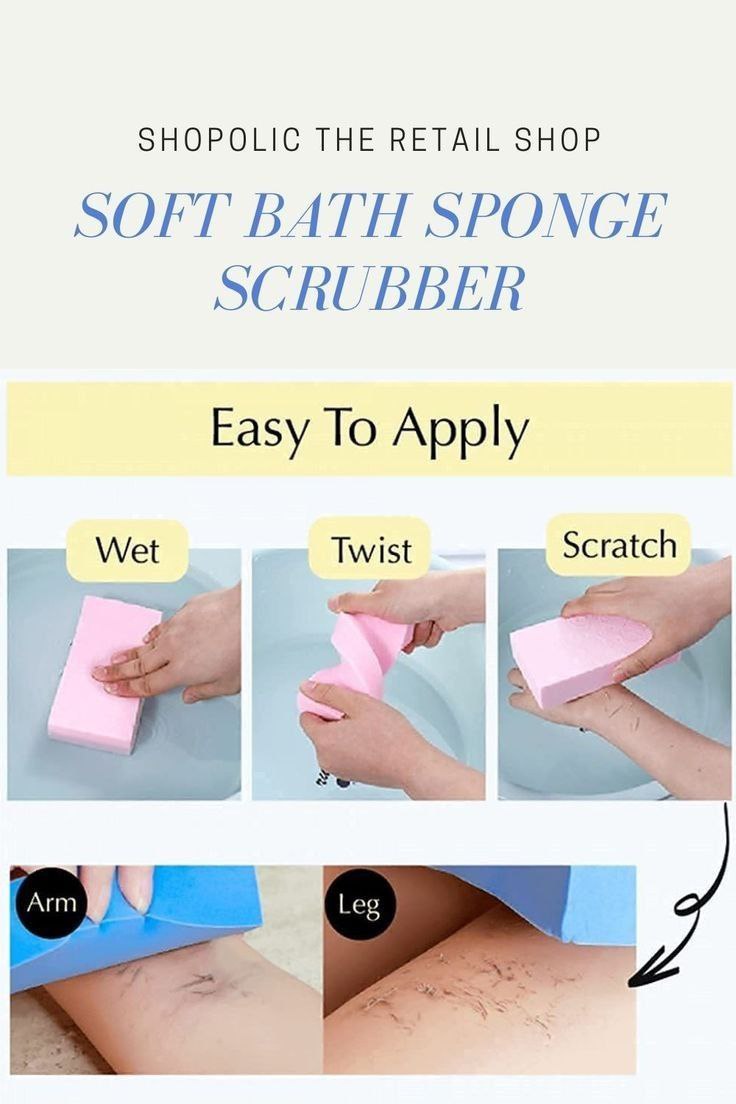 SHOPOLIC THE RETAIL SHOP
SOFT BATH SPONGE
SCRUBBER
Easy To Apply
Wet
Twist
Scratch
Arm
Leg